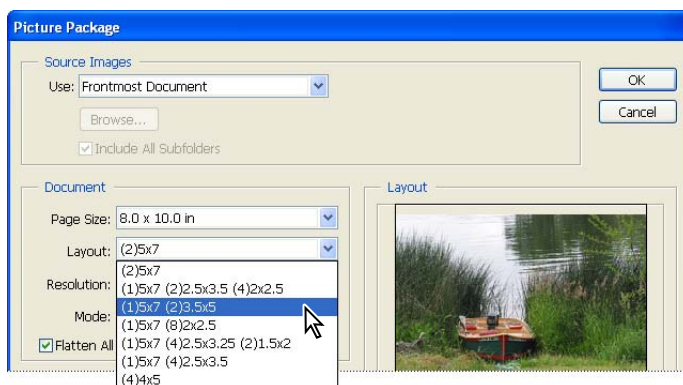 Picture Package
Source Images
Use: Frontmost Document
Browse...
Include All Subfolders
OK
Cancel
Document
Page Size: 8.0 x 10.0 in
Layout: (2)5x7
(2)5x7
Resolution: (1)5x7 (2)2.5x3.5 (4)2x2.5
(1)5x7 (2)3.5x5
Mode: (1)5x7 (8)2x2.5
Flatten All (1)5x7 (4)2.5x3.25 (2)1.5x2
(1)5x7 (4)2.5x3.5
(4)4x5
Layout